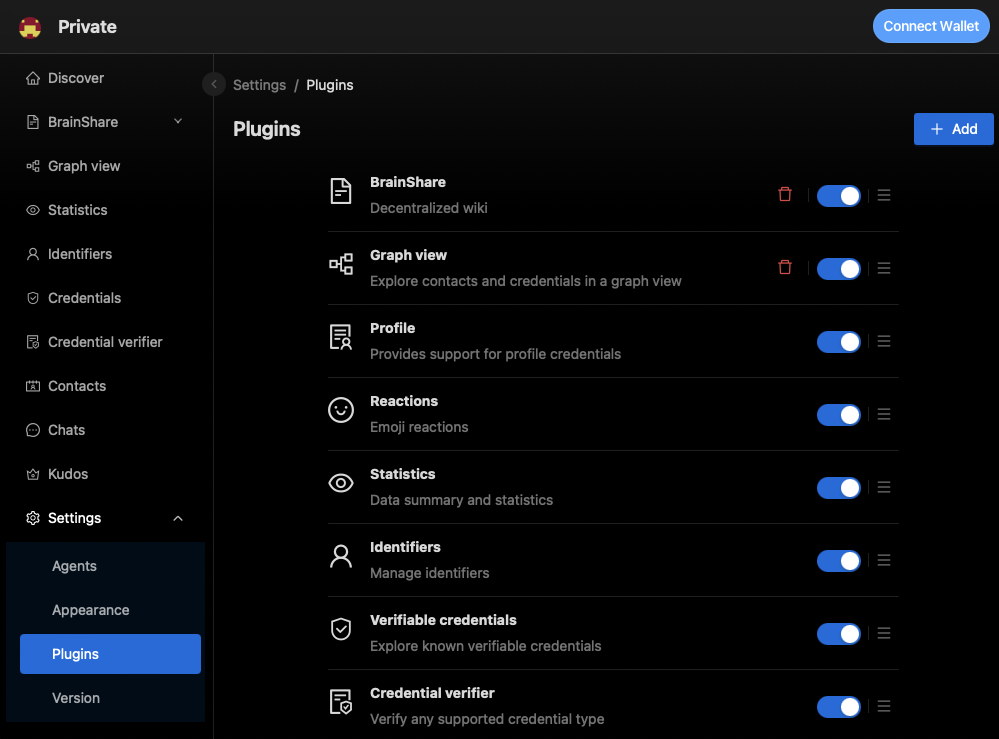 Private
Connect Wallet
Discover
BrainShare
Graph view
Statistics
Identifiers
Credentials
Credential verifier
Contacts
Chats
Kudos
Settings
Agents
Appearance
Plugins
Version
Settings / Plugins
Plugins
+ Add
BrainShare
Decentralized wiki
Graph view
Explore contacts and credentials in a graph view
Profile
Provides support for profile credentials
Reactions
Emoji reactions
Statistics
Data summary and statistics
Identifiers
Manage identifiers
Verifiable credentials
Explore known verifiable credentials
Credential verifier
Verify any supported credential type